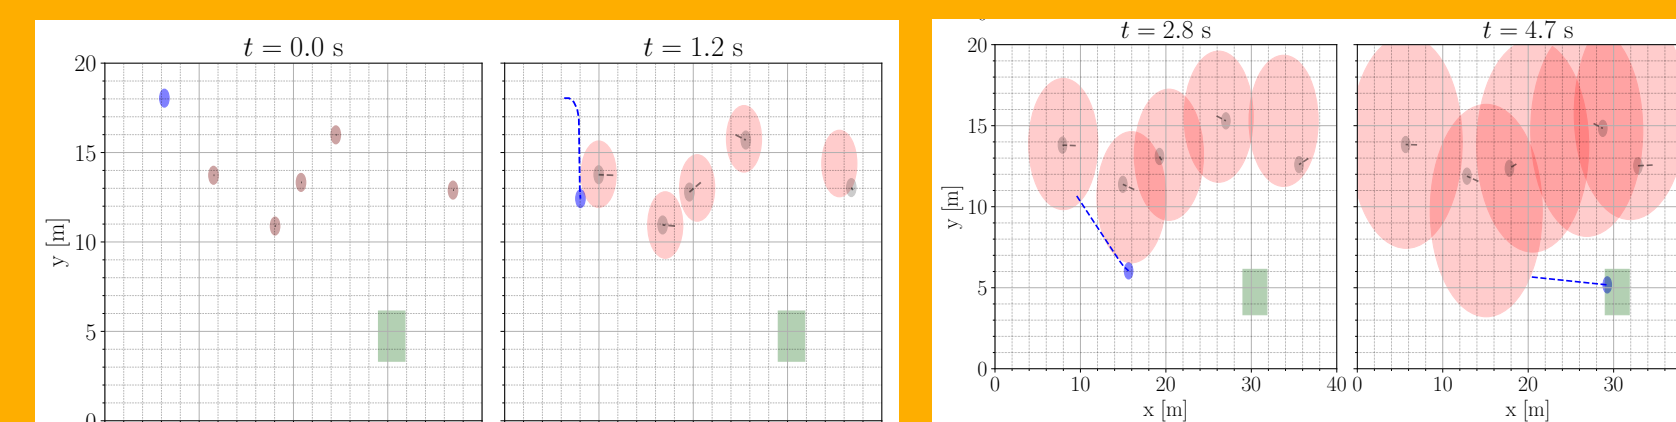 t = 0.0 s
t = 1.2 s
t = 2.8 s
t = 4.7 s
20
15
10
5
0
y [m]
20
15
10
5
0
y [m]
0 10 20 30 40
0 10 20 30
x [m]
x [m]